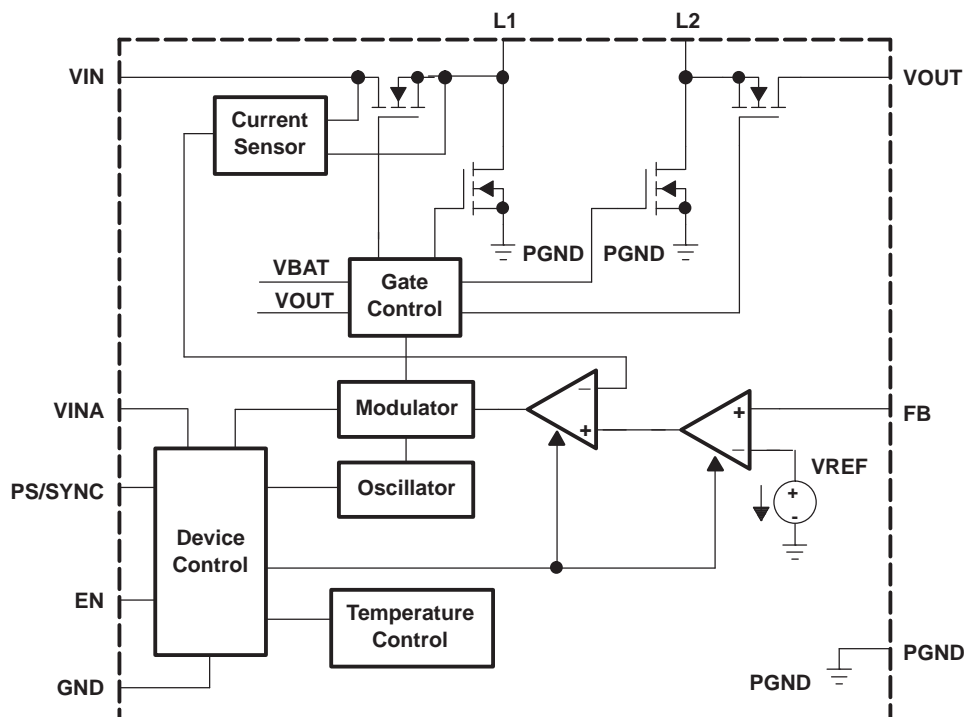 L1
L2
VIN
VOUT
Current
Sensor
PGND
PGND
VBAT
VOUT
Gate
Control
VINA
Modulator
−
+
+
−
FB
VREF
+
-
PS/SYNC
Oscillator
Device
Control
EN
Temperature
Control
GND
PGND
PGND